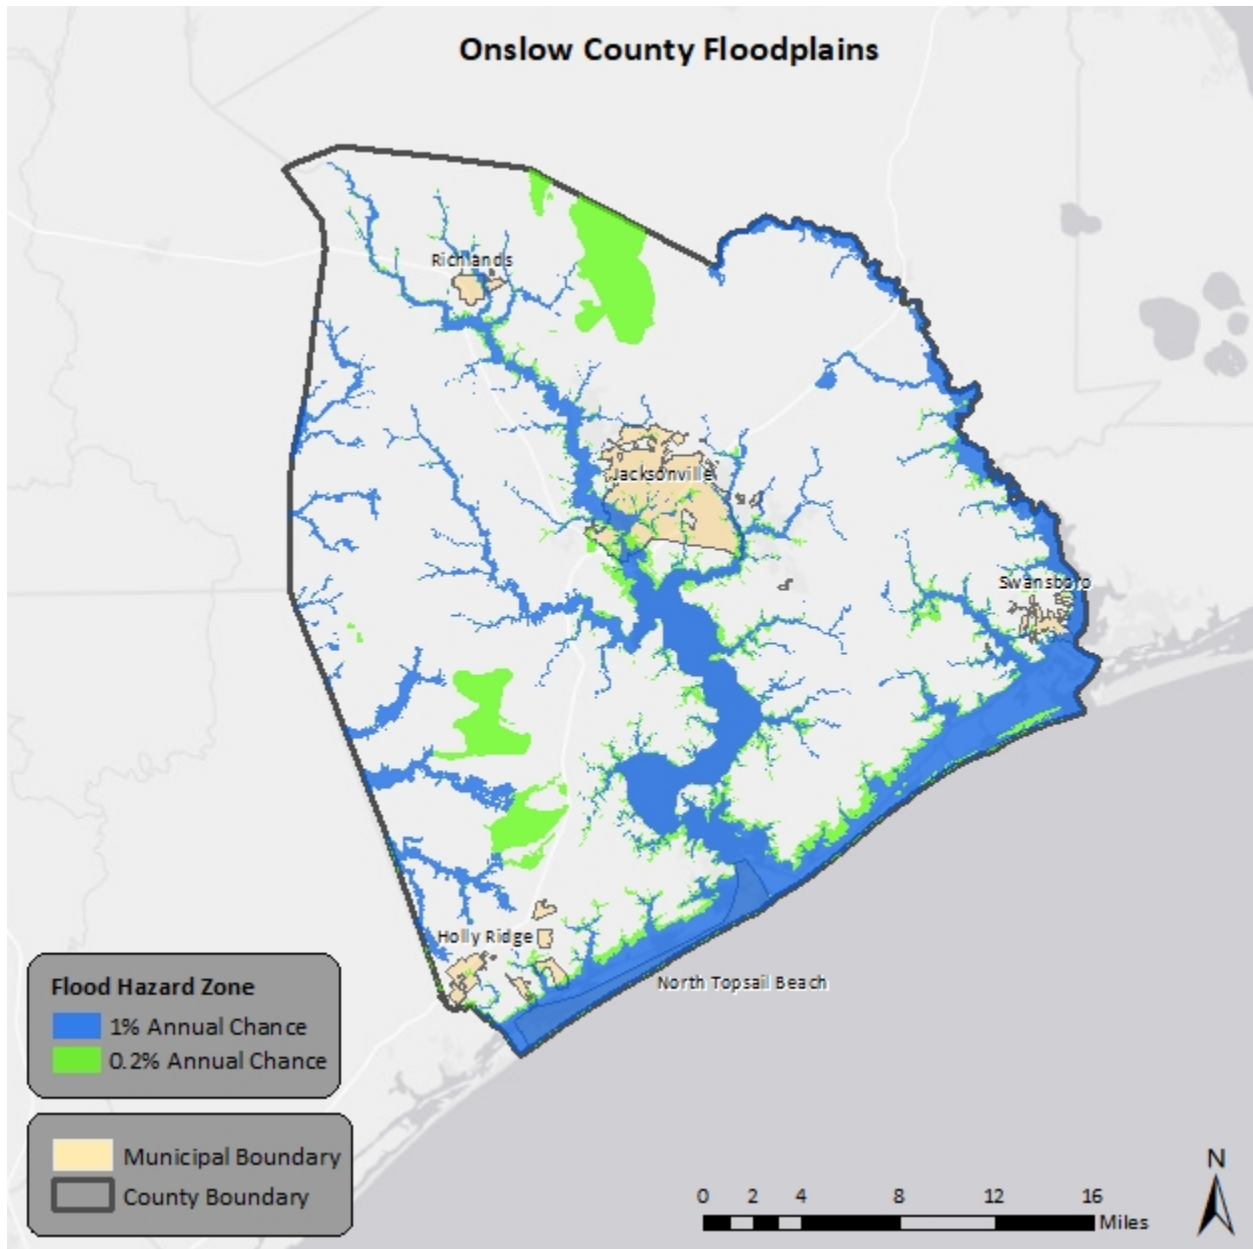 Onslow County Floodplains
Richlands
Jacksonville
Swansboro
Holly Ridge
North Topsail Beach
Flood Hazard Zone
1% Annual Chance
0.2% Annual Chance
Municipal Boundary
County Boundary
0 2 4 8 12 16
Miles
N